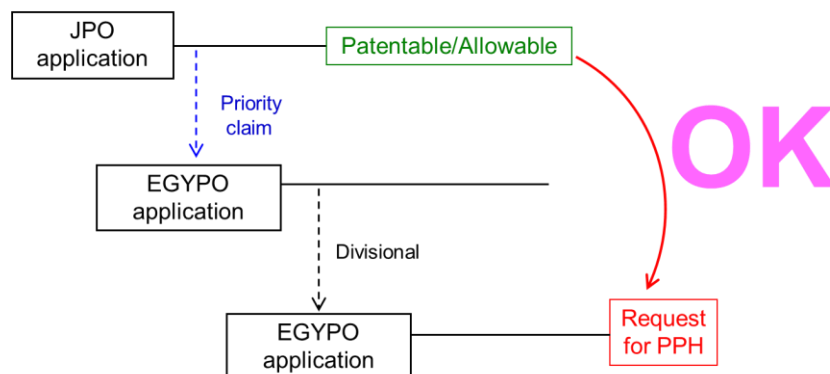 JPO
application
Patentable/Allowable
Priority
claim
OK
EGYPO
application
Divisional
EGYPO
application
Request
for PPH